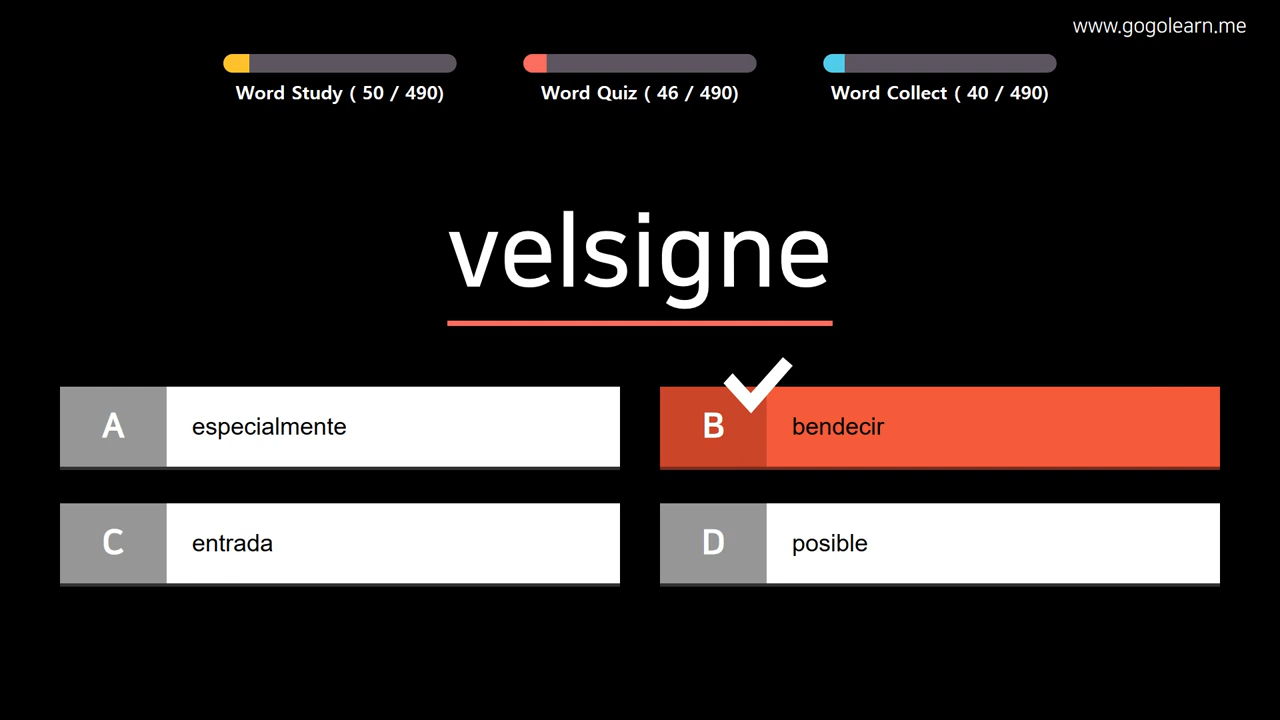 www.gogolearn.me
Word Study ( 50 / 490)
Word Quiz ( 46 / 490)
Word Collect ( 40 / 490)
velsigne
A especialmente
B bendecir
C entrada
D posible